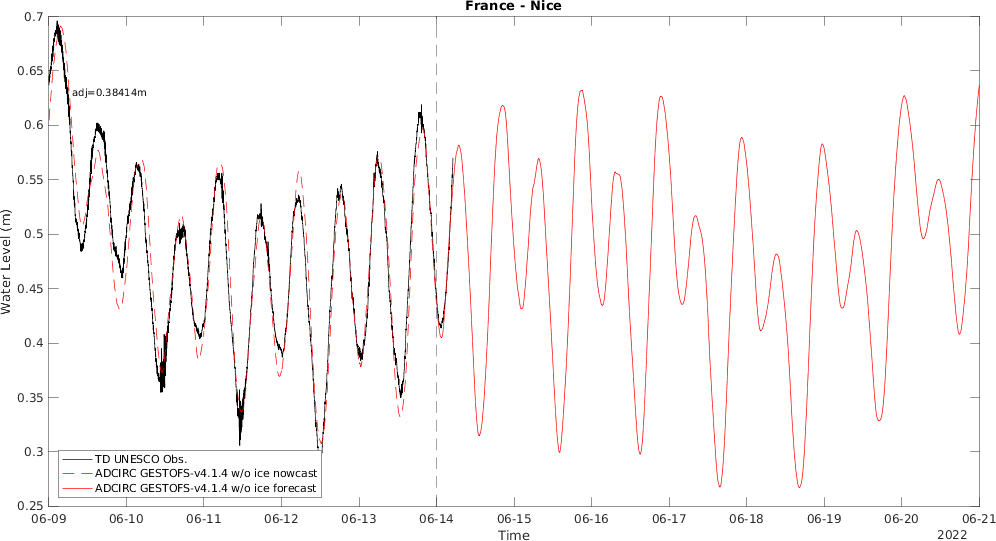 France - Nice
0.7
0.65
0.6
0.55
0.5
0.45
0.4
0.35
0.3
0.25
Water Level (m)
adj=0.38414m
TD UNESCO Obs.
ADCIRC GESTOFS-v4.1.4 w/o ice nowcast
ADCIRC GESTOFS-v4.1.4 w/o ice forecast
06-09 06-10 06-11 06-12 06-13 06-14 06-15 06-16 06-17 06-18 06-19 06-20 06-21
Time
2022